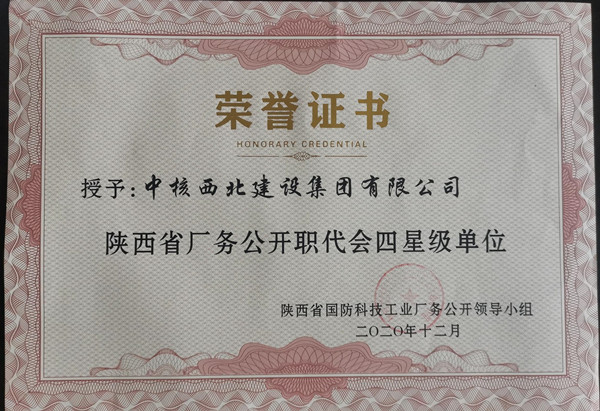 荣誉证书
HONORARY CREDENTIAL
授予：中核西北建设集团有限公司
陕西省厂务公开职代会四星级单位
陕西省国防科技工业厂务公开领导小组
二〇二〇年十二月